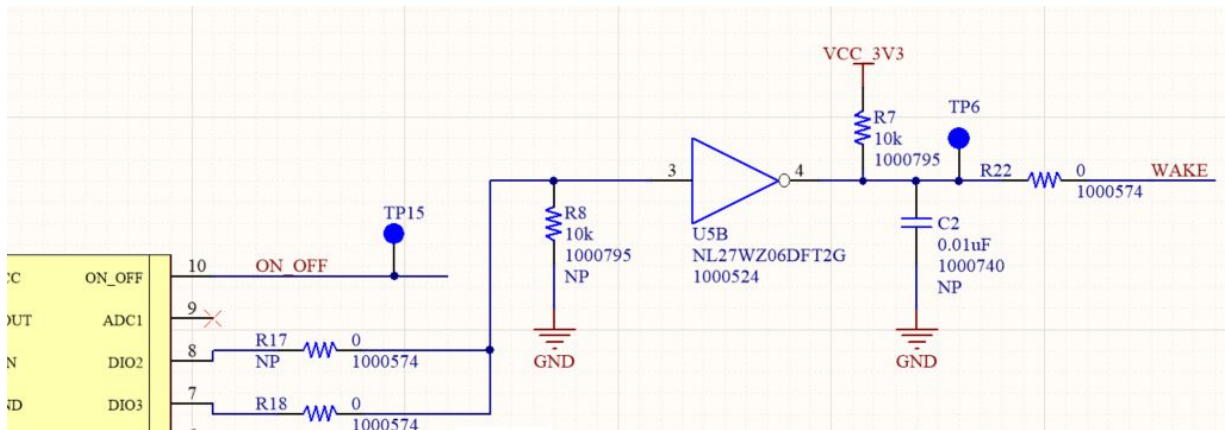 VCC_3V3
R7
10k
1000795
TP6
3
4
R22
0
1000574
WAKE
U5B
NL27WZ06DFT2G
1000524
R8
10k
1000795
NP
GND
C2
0.01uF
1000740
NP
GND
TP15
10
ON_OFF
CC
ON_OFF
9
OUT
ADC1
8
R17
NP
0
1000574
N
DIO2
7
R18
0
1000574
ND
DIO3